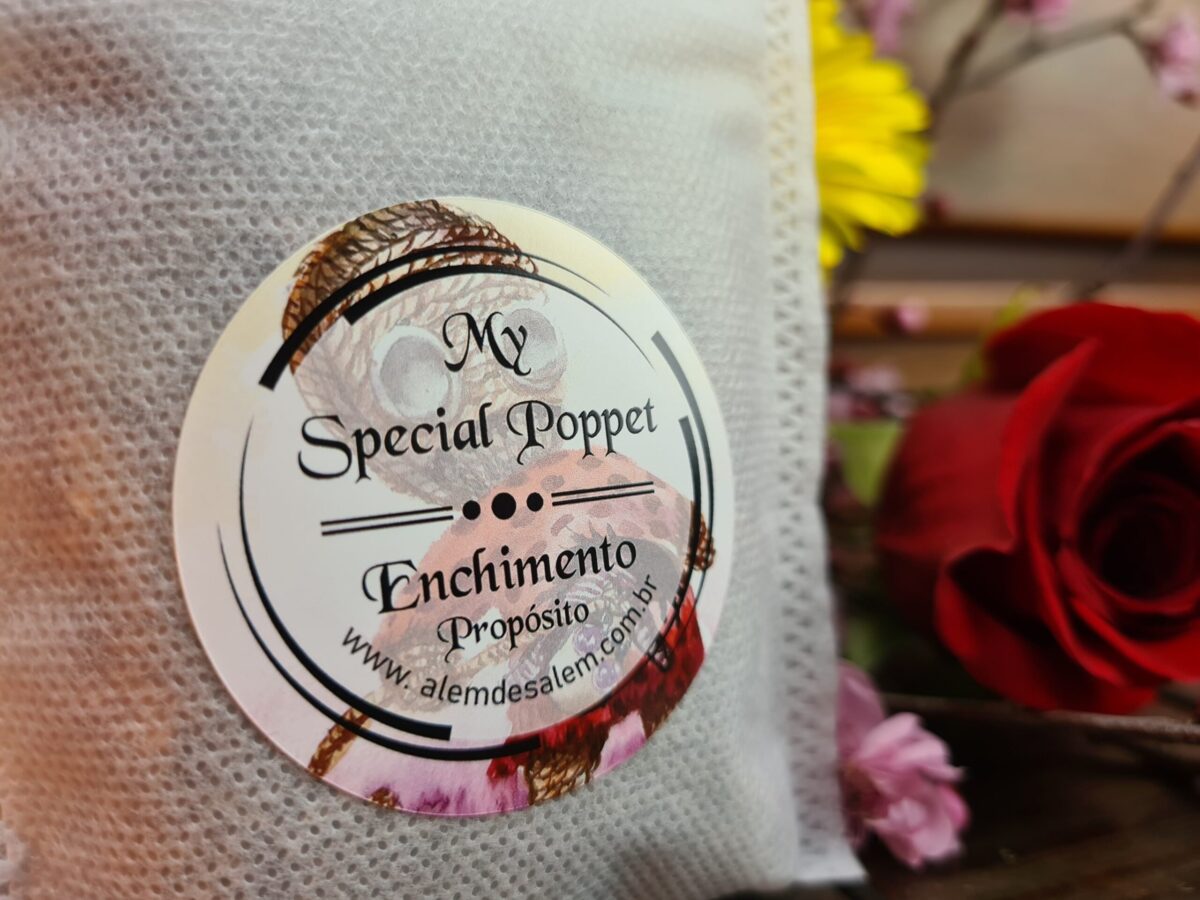 My
Special Poppet
Enchimento
Propósito
www. alemdesalem.com.br